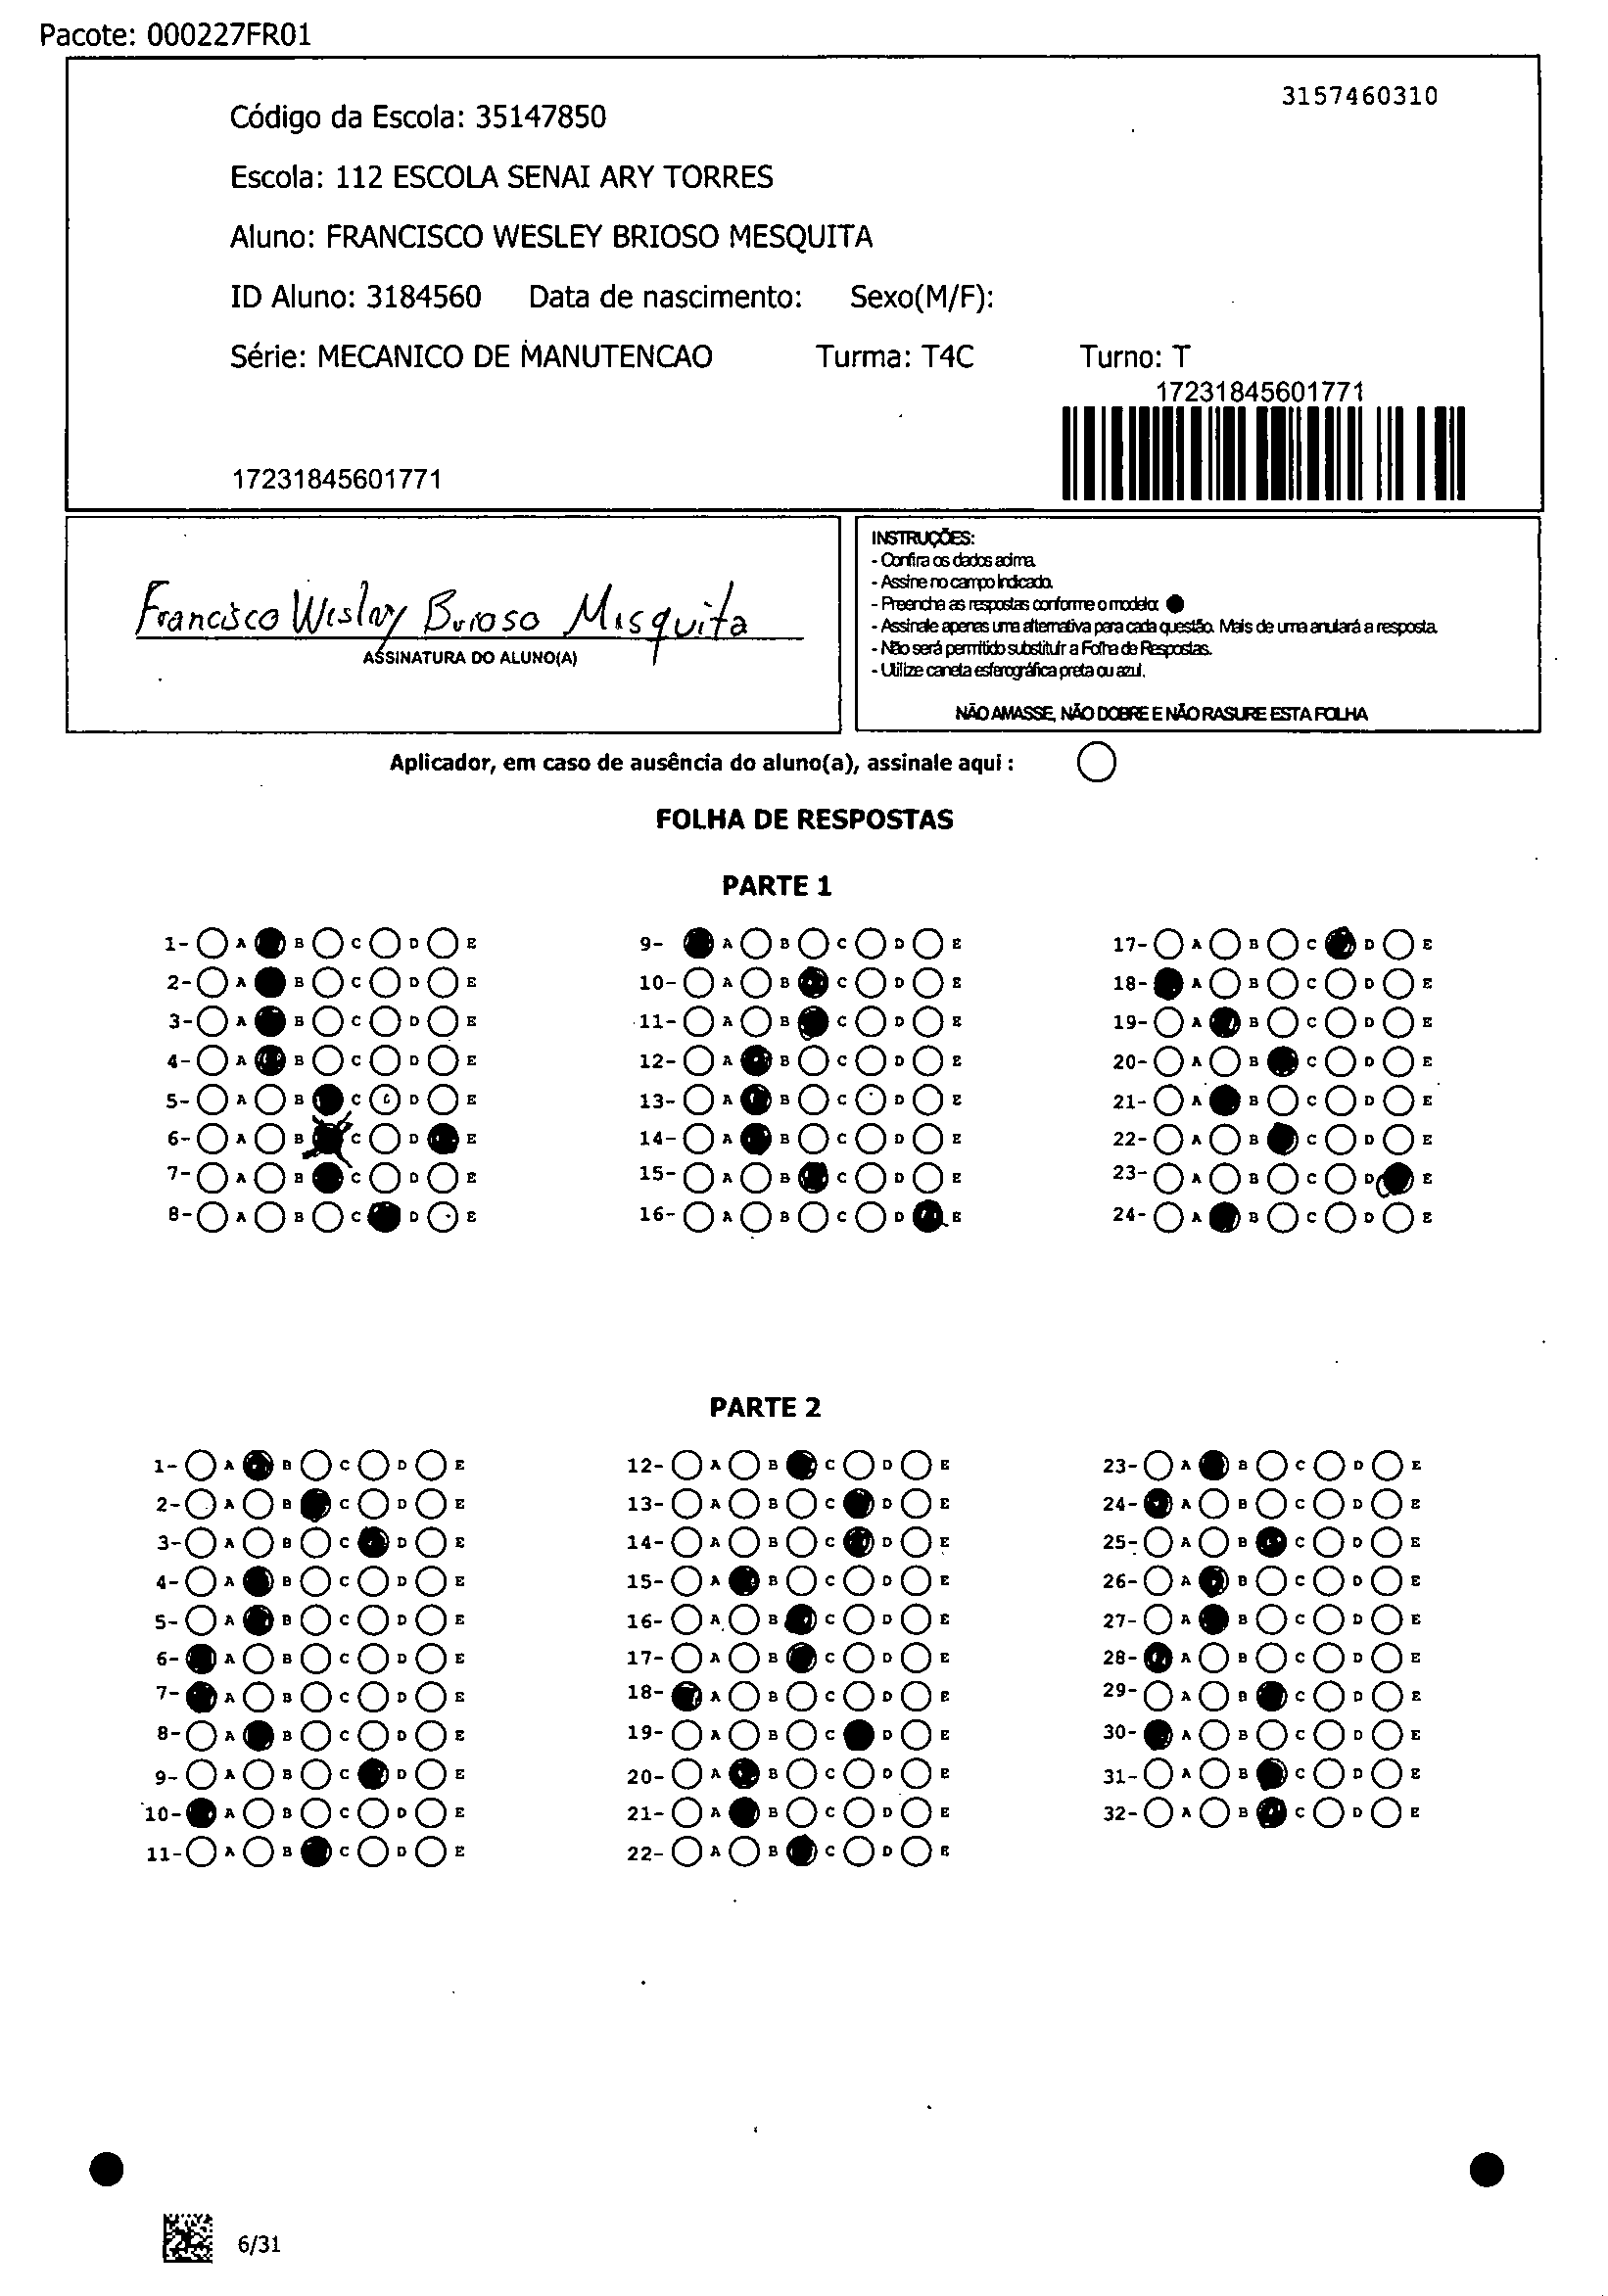 Pacote: 000227FR01
3157460310
Código da Escola: 35147850
Escola: 112 ESCOLA SENAI ARY TORRES
Aluno: FRANCISCO WESLEY BRIOSO MESQUITA
ID Aluno: 3184560 Data de nascimento: Sexo(M/F):
Série: MECANICO DE MANUTENCAO Turma: T4C Turno: T
17231845601771
17231845601771
Francisco Wesley Brioso Mesquita
ASSINATURA DO ALUNO(A)
INSTRUÇÕES:
- Confira os dados acima.
- Assine no campo indicado.
- Preencha as respostas conforme o modelo:
- Assinale apenas uma alternativa para cada questão. Mais de uma anulará a resposta.
- Não será permitido substituir a Folha de Respostas.
- Utilize caneta esferográfica preta ou azul.
NÃO AMASSE, NÃO DOBRE E NÃO RASURE ESTA FOLHA
Aplicador, em caso de ausência do aluno(a), assinale aqui :
FOLHA DE RESPOSTAS
PARTE 1
1- A B C D E 9- A B C D E 17- A B C D E
2- A B C D E 10- A B C D E 18- A B C D E
3- A B C D E 11- A B C D E 19- A B C D E
4- A B C D E 12- A B C D E 20- A B C D E
5- A B C D E 13- A B C D E 21- A B C D E
6- A B C D E 14- A B C D E 22- A B C D E
7- A B C D E 15- A B C D E 23- A B C D E
8- A B C D E 16- A B C D E 24- A B C D E
PARTE 2
1- A B C D E 12- A B C D E 23- A B C D E
2- A B C D E 13- A B C D E 24- A B C D E
3- A B C D E 14- A B C D E 25- A B C D E
4- A B C D E 15- A B C D E 26- A B C D E
5- A B C D E 16- A B C D E 27- A B C D E
6- A B C D E 17- A B C D E 28- A B C D E
7- A B C D E 18- A B C D E 29- A B C D E
8- A B C D E 19- A B C D E 30- A B C D E
9- A B C D E 20- A B C D E 31- A B C D E
10- A B C D E 21- A B C D E 32- A B C D E
11- A B C D E 22- A B C D E
6/31